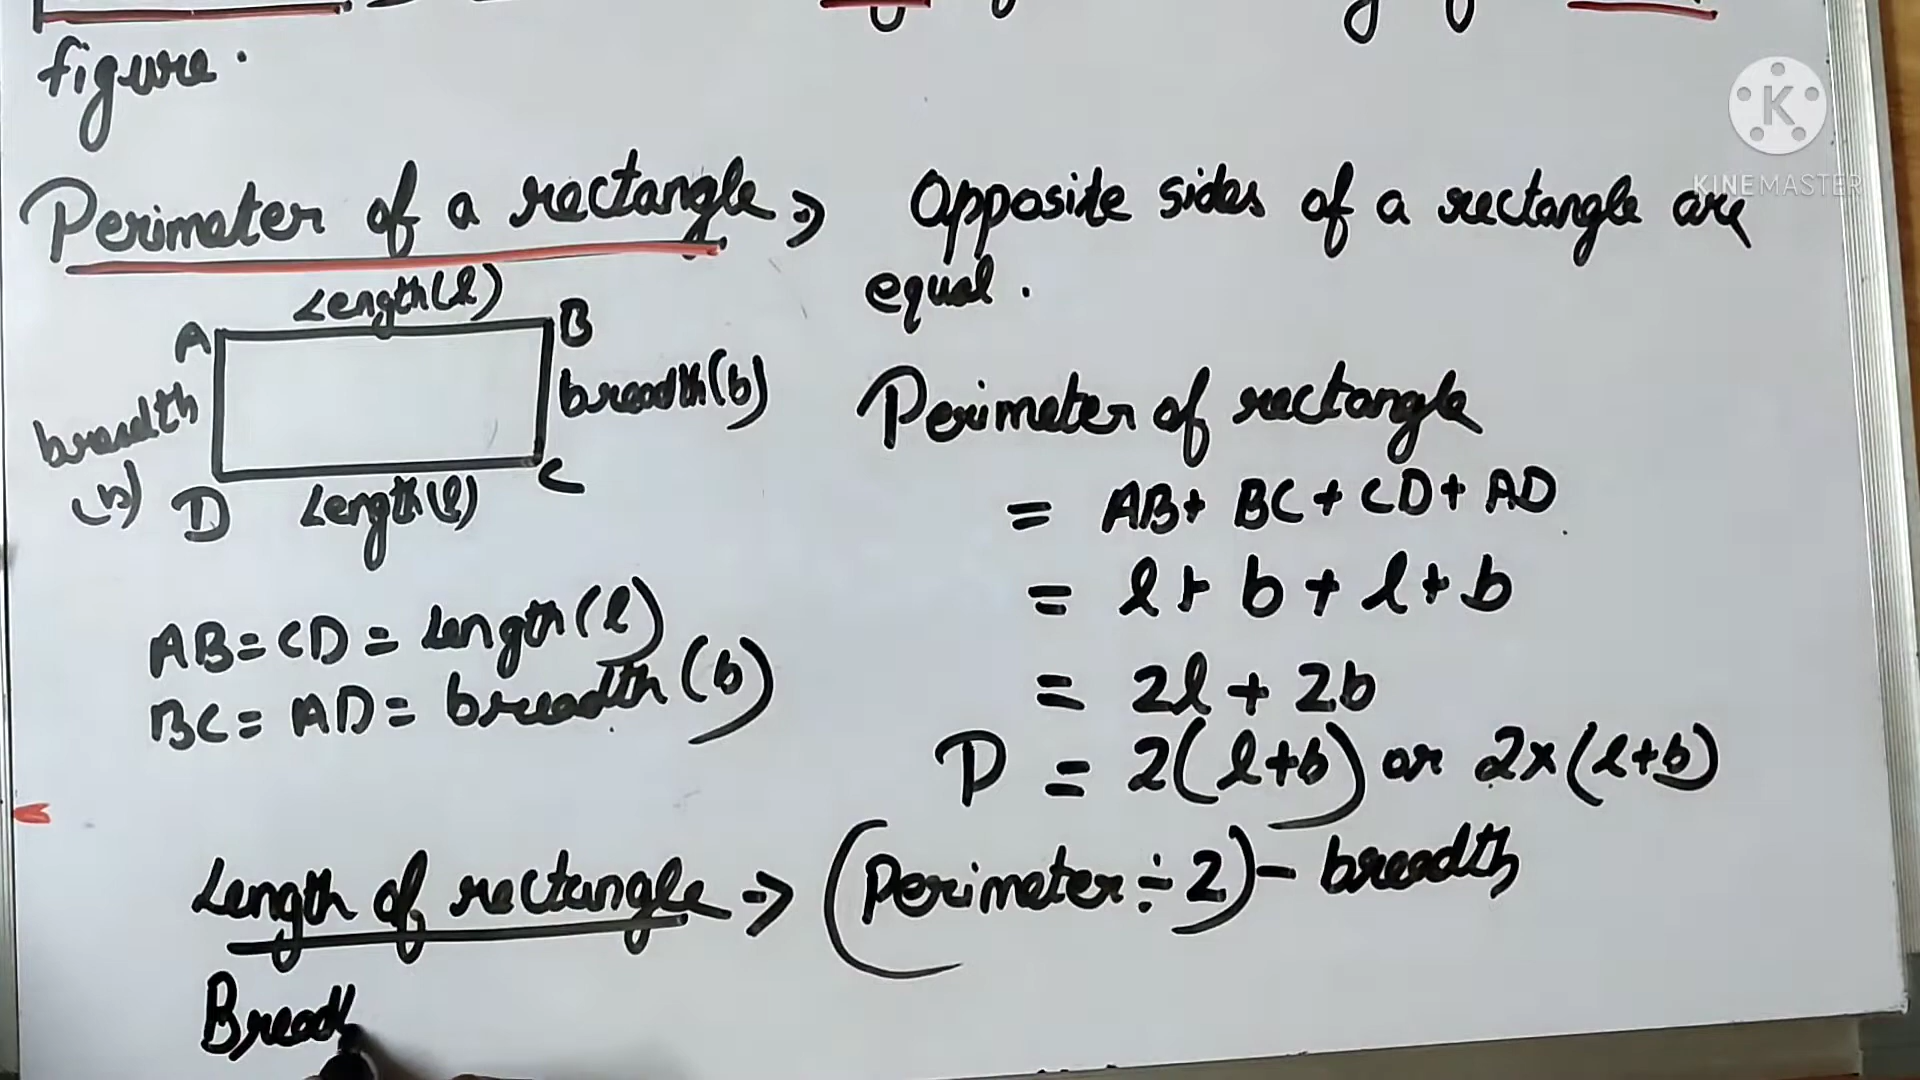 figure.
Perimeter of a rectangle → Opposite sides of a rectangle are
equal.
Length(l)
A
B
breadth
(b)
breadth(b)
D
C
Length(l)
AB = CD = Length(l)
BC = AD = breadth(b)
Perimeter of rectangle
= AB + BC + CD + AD
= l + b + l + b
= 2l + 2b
P = 2(l+b) or 2×(l+b)
Length of rectangle → (Perimeter ÷ 2) - breadth
Breadt
K
KINEMASTER